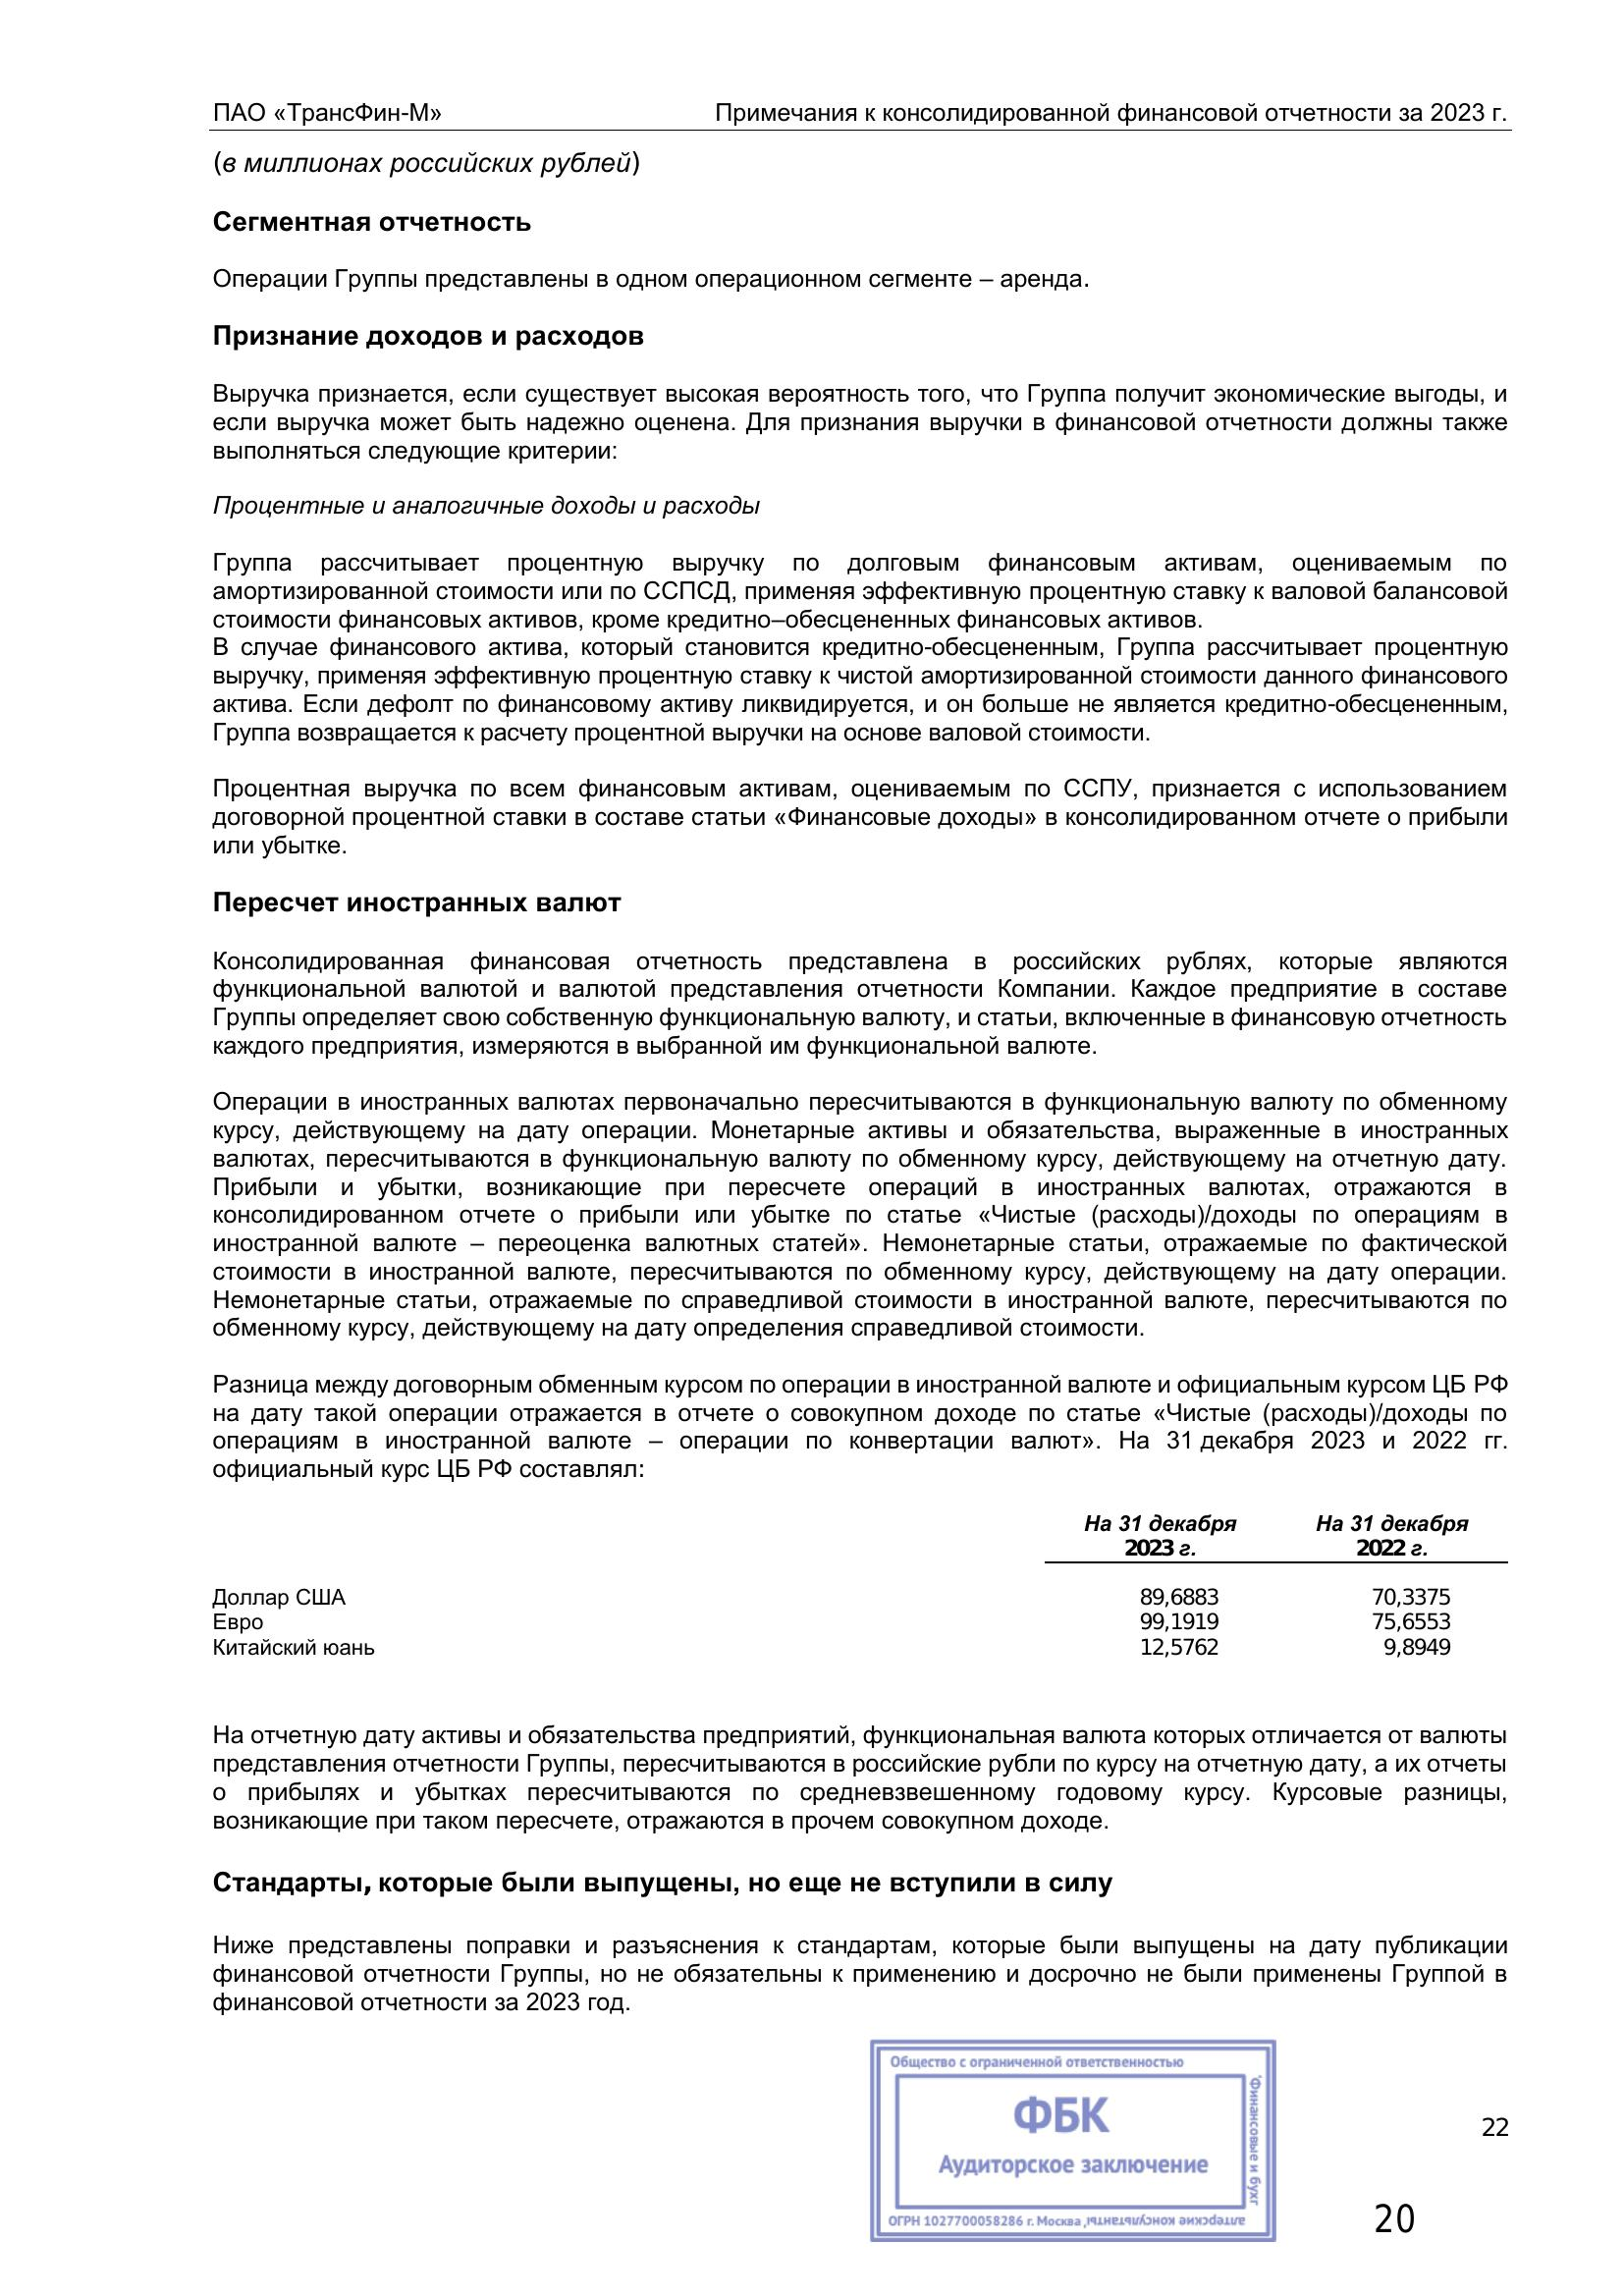 ПАО «ТрансФин-М» Примечания к консолидированной финансовой отчетности за 2023 г.
(в миллионах российских рублей)
Сегментная отчетность
Операции Группы представлены в одном операционном сегменте – аренда.
Признание доходов и расходов
Выручка признается, если существует высокая вероятность того, что Группа получит экономические выгоды, и
если выручка может быть надежно оценена. Для признания выручки в финансовой отчетности должны также
выполняться следующие критерии:
Процентные и аналогичные доходы и расходы
Группа рассчитывает процентную выручку по долговым финансовым активам, оцениваемым по
амортизированной стоимости или по ССПСД, применяя эффективную процентную ставку к валовой балансовой
стоимости финансовых активов, кроме кредитно–обесцененных финансовых активов.
В случае финансового актива, который становится кредитно-обесцененным, Группа рассчитывает процентную
выручку, применяя эффективную процентную ставку к чистой амортизированной стоимости данного финансового
актива. Если дефолт по финансовому активу ликвидируется, и он больше не является кредитно-обесцененным,
Группа возвращается к расчету процентной выручки на основе валовой стоимости.
Процентная выручка по всем финансовым активам, оцениваемым по ССПУ, признается с использованием
договорной процентной ставки в составе статьи «Финансовые доходы» в консолидированном отчете о прибыли
или убытке.
Пересчет иностранных валют
Консолидированная финансовая отчетность представлена в российских рублях, которые являются
функциональной валютой и валютой представления отчетности Компании. Каждое предприятие в составе
Группы определяет свою собственную функциональную валюту, и статьи, включенные в финансовую отчетность
каждого предприятия, измеряются в выбранной им функциональной валюте.
Операции в иностранных валютах первоначально пересчитываются в функциональную валюту по обменному
курсу, действующему на дату операции. Монетарные активы и обязательства, выраженные в иностранных
валютах, пересчитываются в функциональную валюту по обменному курсу, действующему на отчетную дату.
Прибыли и убытки, возникающие при пересчете операций в иностранных валютах, отражаются в
консолидированном отчете о прибыли или убытке по статье «Чистые (расходы)/доходы по операциям в
иностранной валюте – переоценка валютных статей». Немонетарные статьи, отражаемые по фактической
стоимости в иностранной валюте, пересчитываются по обменному курсу, действующему на дату операции.
Немонетарные статьи, отражаемые по справедливой стоимости в иностранной валюте, пересчитываются по
обменному курсу, действующему на дату определения справедливой стоимости.
Разница между договорным обменным курсом по операции в иностранной валюте и официальным курсом ЦБ РФ
на дату такой операции отражается в отчете о совокупном доходе по статье «Чистые (расходы)/доходы по
операциям в иностранной валюте – операции по конвертации валют». На 31 декабря 2023 и 2022 гг.
официальный курс ЦБ РФ составлял:
На 31 декабря На 31 декабря
2023 г. 2022 г.
Доллар США 89,6883 70,3375
Евро 99,1919 75,6553
Китайский юань 12,5762 9,8949
На отчетную дату активы и обязательства предприятий, функциональная валюта которых отличается от валюты
представления отчетности Группы, пересчитываются в российские рубли по курсу на отчетную дату, а их отчеты
о прибылях и убытках пересчитываются по средневзвешенному годовому курсу. Курсовые разницы,
возникающие при таком пересчете, отражаются в прочем совокупном доходе.
Стандарты, которые были выпущены, но еще не вступили в силу
Ниже представлены поправки и разъяснения к стандартам, которые были выпущены на дату публикации
финансовой отчетности Группы, но не обязательны к применению и досрочно не были применены Группой в
финансовой отчетности за 2023 год.
Общество с ограниченной ответственностью
"Финансовые и бухг
алтерские консультанты"
ФБК
Аудиторское заключение
ОГРН 1027700058286 г. Москва
22
20